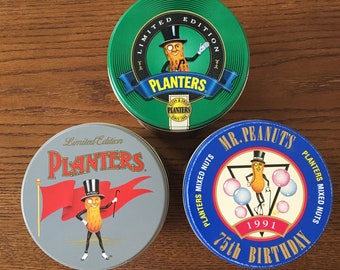 LIMITED EDITION
PLANTERS
Limited Edition
PLANTERS
MR. PEANUT'S
PLANTERS MIXED NUTS
PLANTERS MIXED NUTS
1991
75th BIRTHDAY